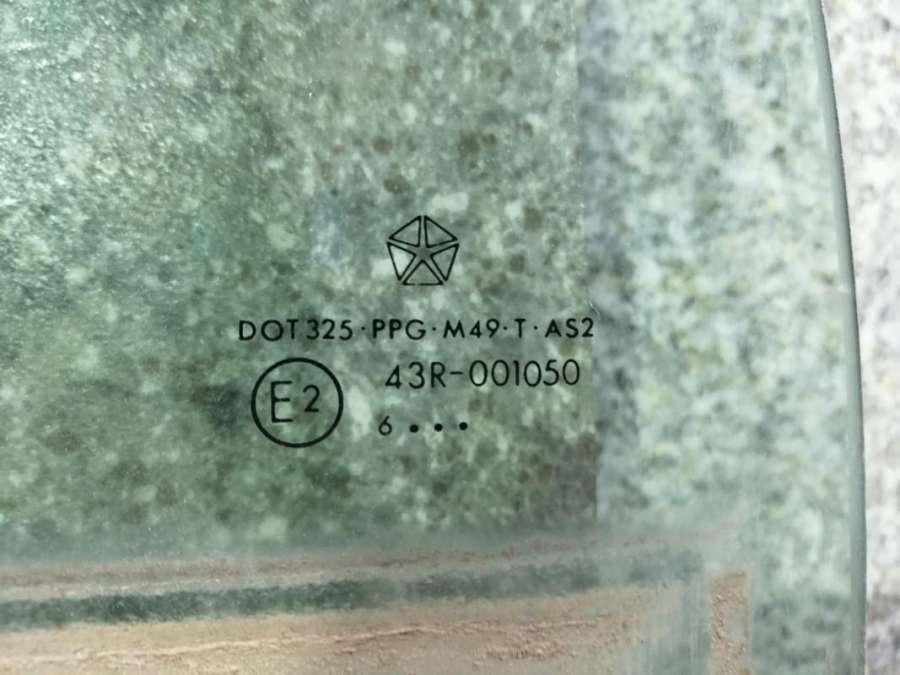 DOT 325·PPG·M49·T·AS2
E2 43R-001050
6 •••